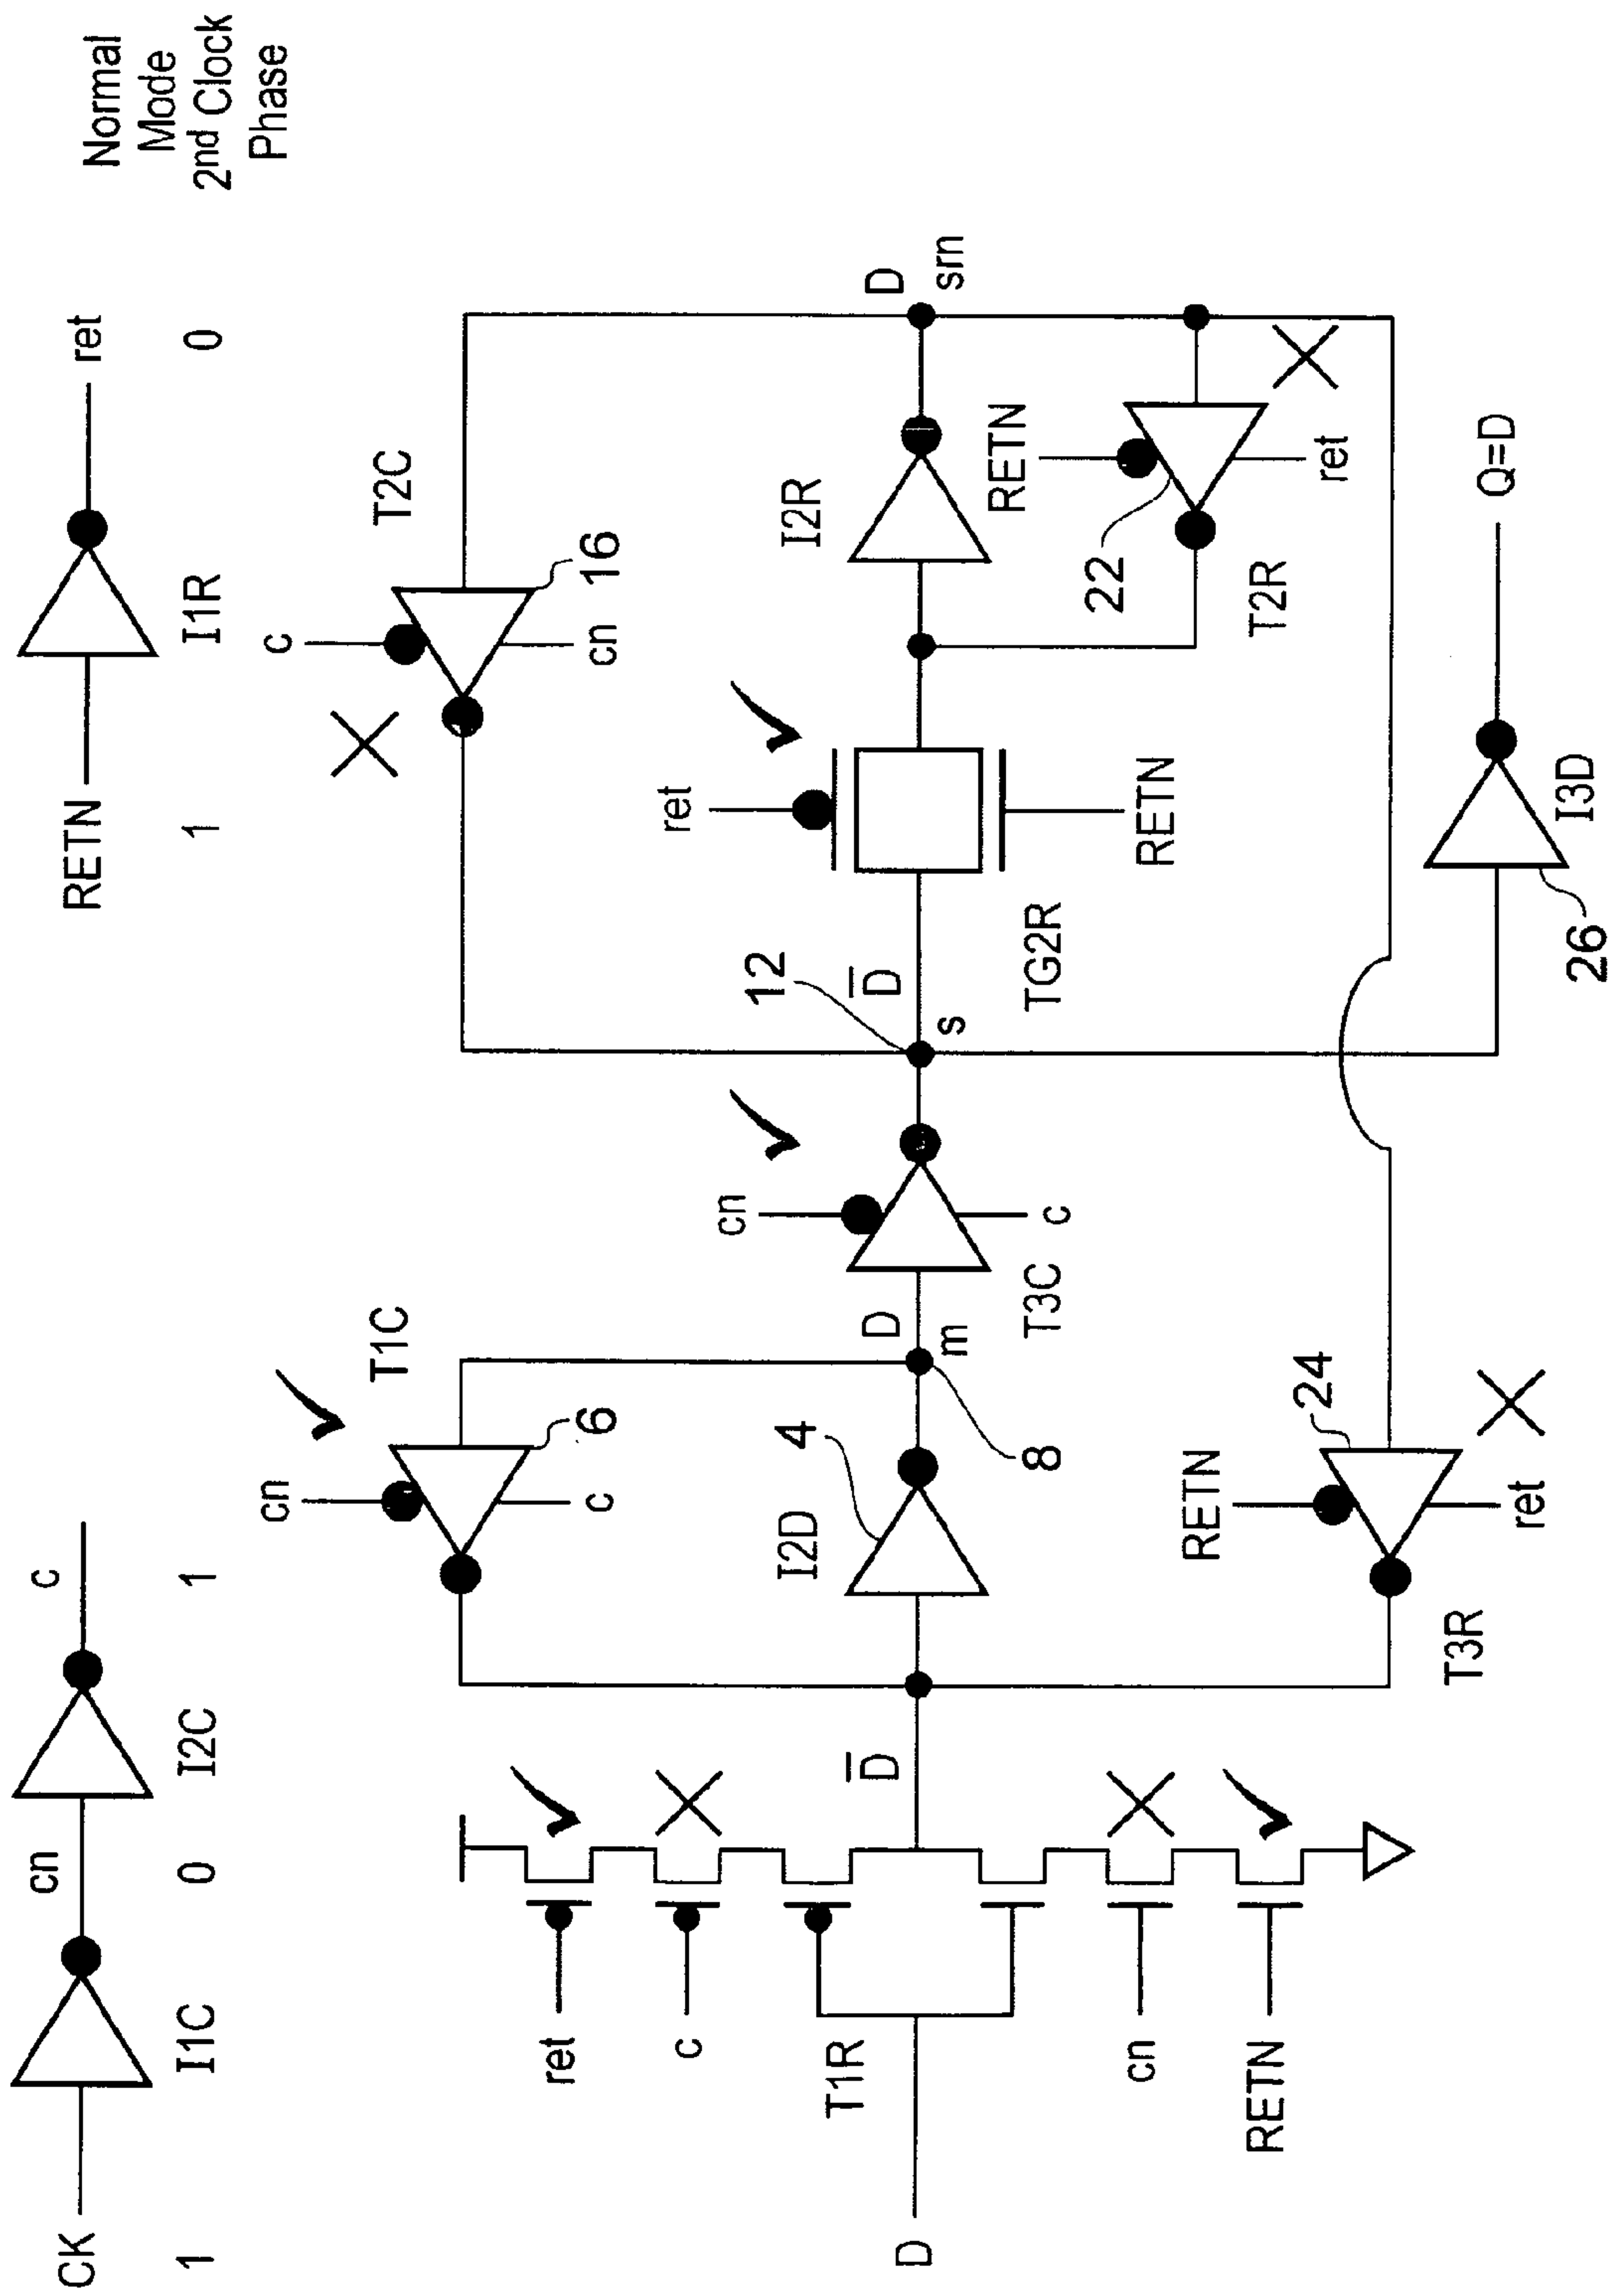 CK
I1C
cn
I2C
c
1
0
1
RETN
I1R
ret
1
0
Normal
Mode
2nd Clock
Phase
cn
T1C
6
c
c
T2C
16
cn
ret
c
D
T1R
cn
RETN
D
I2D
4
8
D
m
cn
T3C
c
12
D
s
ret
TG2R
RETN
I2R
D
srn
RETN
22
T2R
ret
T3R
RETN
24
ret
26
I3D
Q=D